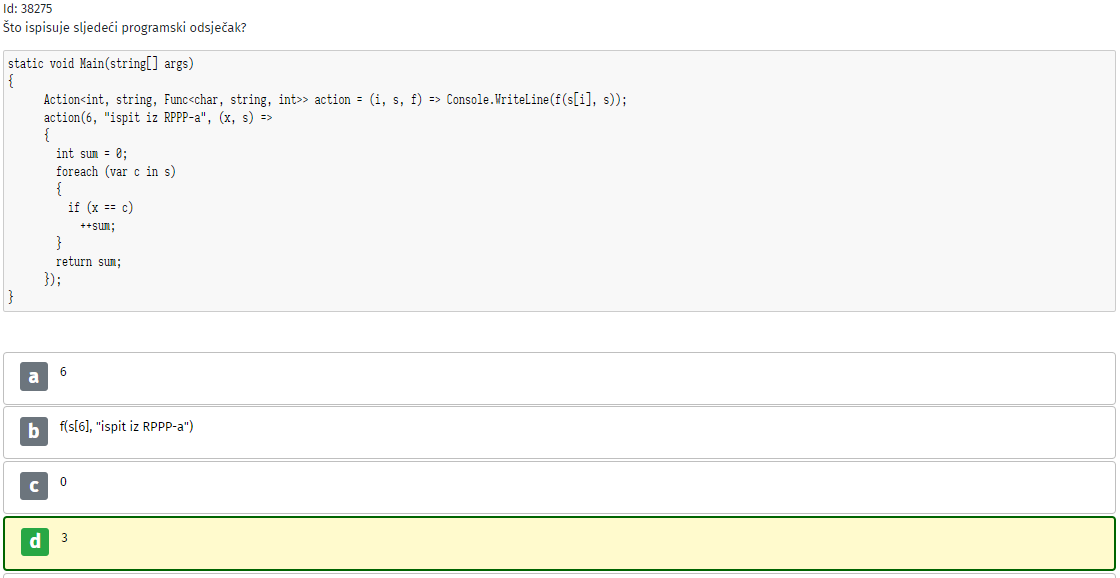 Id: 38275
Što ispisuje sljedeći programski odsječak?
static void Main(string[] args)
{
Action<int, string, Func<char, string, int>> action = (i, s, f) => Console.WriteLine(f(s[i], s));
action(6, "ispit iz RPPP-a", (x, s) =>
{
int sum = 0;
foreach (var c in s)
{
if (x == c)
++sum;
}
return sum;
});
}
a 6
b f(s[6], "ispit iz RPPP-a")
c 0
d 3